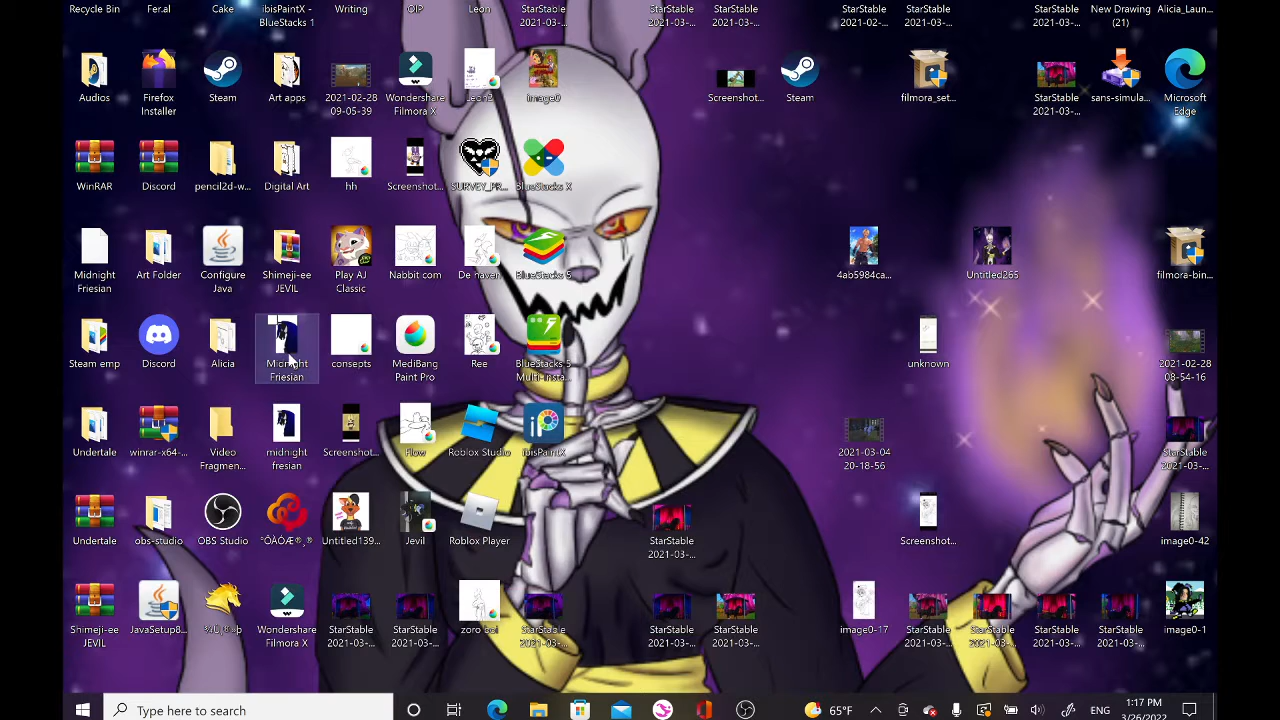 Recycle Bin
Fer.al
Cake
ibisPaintX -
BlueStacks 1
Writing
OIP
Leon
StarStable
2021-03-...
StarStable
2021-03-...
StarStable
2021-03-...
StarStable
2021-02-...
StarStable
2021-03-...
StarStable
2021-03-...
New Drawing
(21)
Alicia_Laun...
Audios
Firefox
Installer
Steam
Art apps
2021-02-28
09-05-39
Wondershare
Filmora X
Leon2
image0
Screenshot...
Steam
filmora_set...
StarStable
2021-03-...
sans-simula...
Microsoft
Edge
WinRAR
Discord
pencil2d-w...
Digital Art
hh
Screenshot...
SURVEY_PR...
BlueStacks X
Midnight
Friesian
Art Folder
Configure
Java
Shimeji-ee
JEVIL
Play AJ
Classic
Nabbit com
De haven
BlueStacks 5
4ab5984ca...
Untitled265
filmora-bin...
Steam emp
Discord
Alicia
Midnight
Friesian
consepts
MediBang
Paint Pro
Ree
BlueStacks 5
Multi-Insta...
unknown
2021-02-28
08-54-16
Undertale
winrar-x64-...
Video
Fragmen...
midnight
fresian
Screenshot...
Flow
Roblox Studio
ibisPaintX
2021-03-04
20-18-56
StarStable
2021-03-...
Undertale
obs-studio
OBS Studio
°ÔÀÓÆ®¸®
Untitled139...
Jevil
Roblox Player
StarStable
2021-03-...
Screenshot...
image0-42
Shimeji-ee
JEVIL
JavaSetup8...
Wondershare
Filmora X
StarStable
2021-03-...
StarStable
2021-03-...
zoro boi
StarStable
2021-03-...
StarStable
2021-03-...
StarStable
2021-03-...
image0-17
StarStable
2021-03-...
StarStable
2021-03-...
StarStable
2021-03-...
StarStable
2021-03-...
image0-1
Type here to search
65°F
1:17 PM
3/26/2022